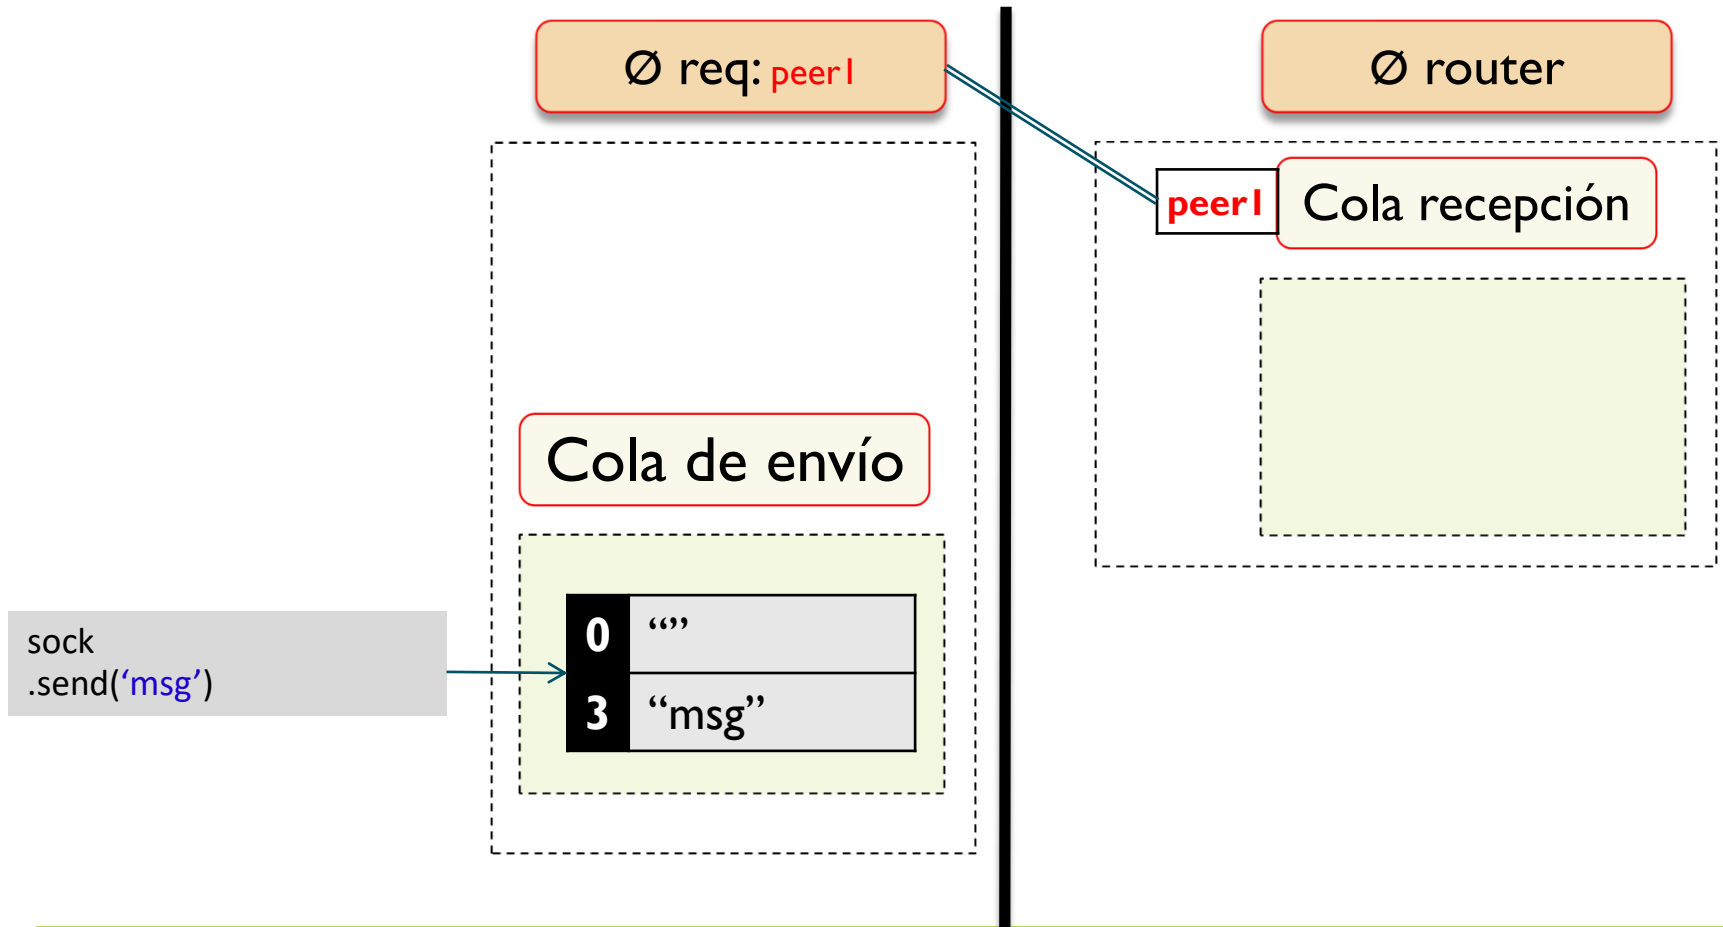 Ø req: peer1
Ø router
peer1
Cola recepción
Cola de envío
sock
.send(‘msg’)
0 “”
3 “msg”